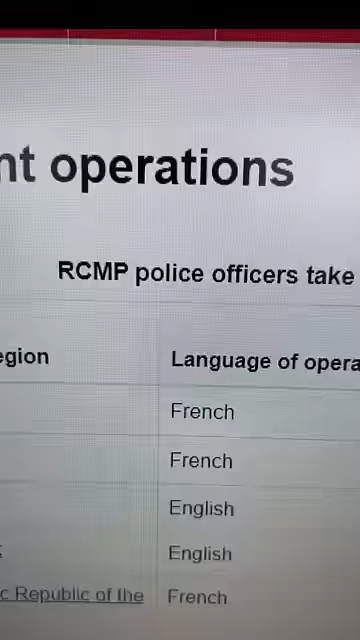 nt operations
RCMP police officers take
egion Language of opera
French
French
English
English
c Republic of the French